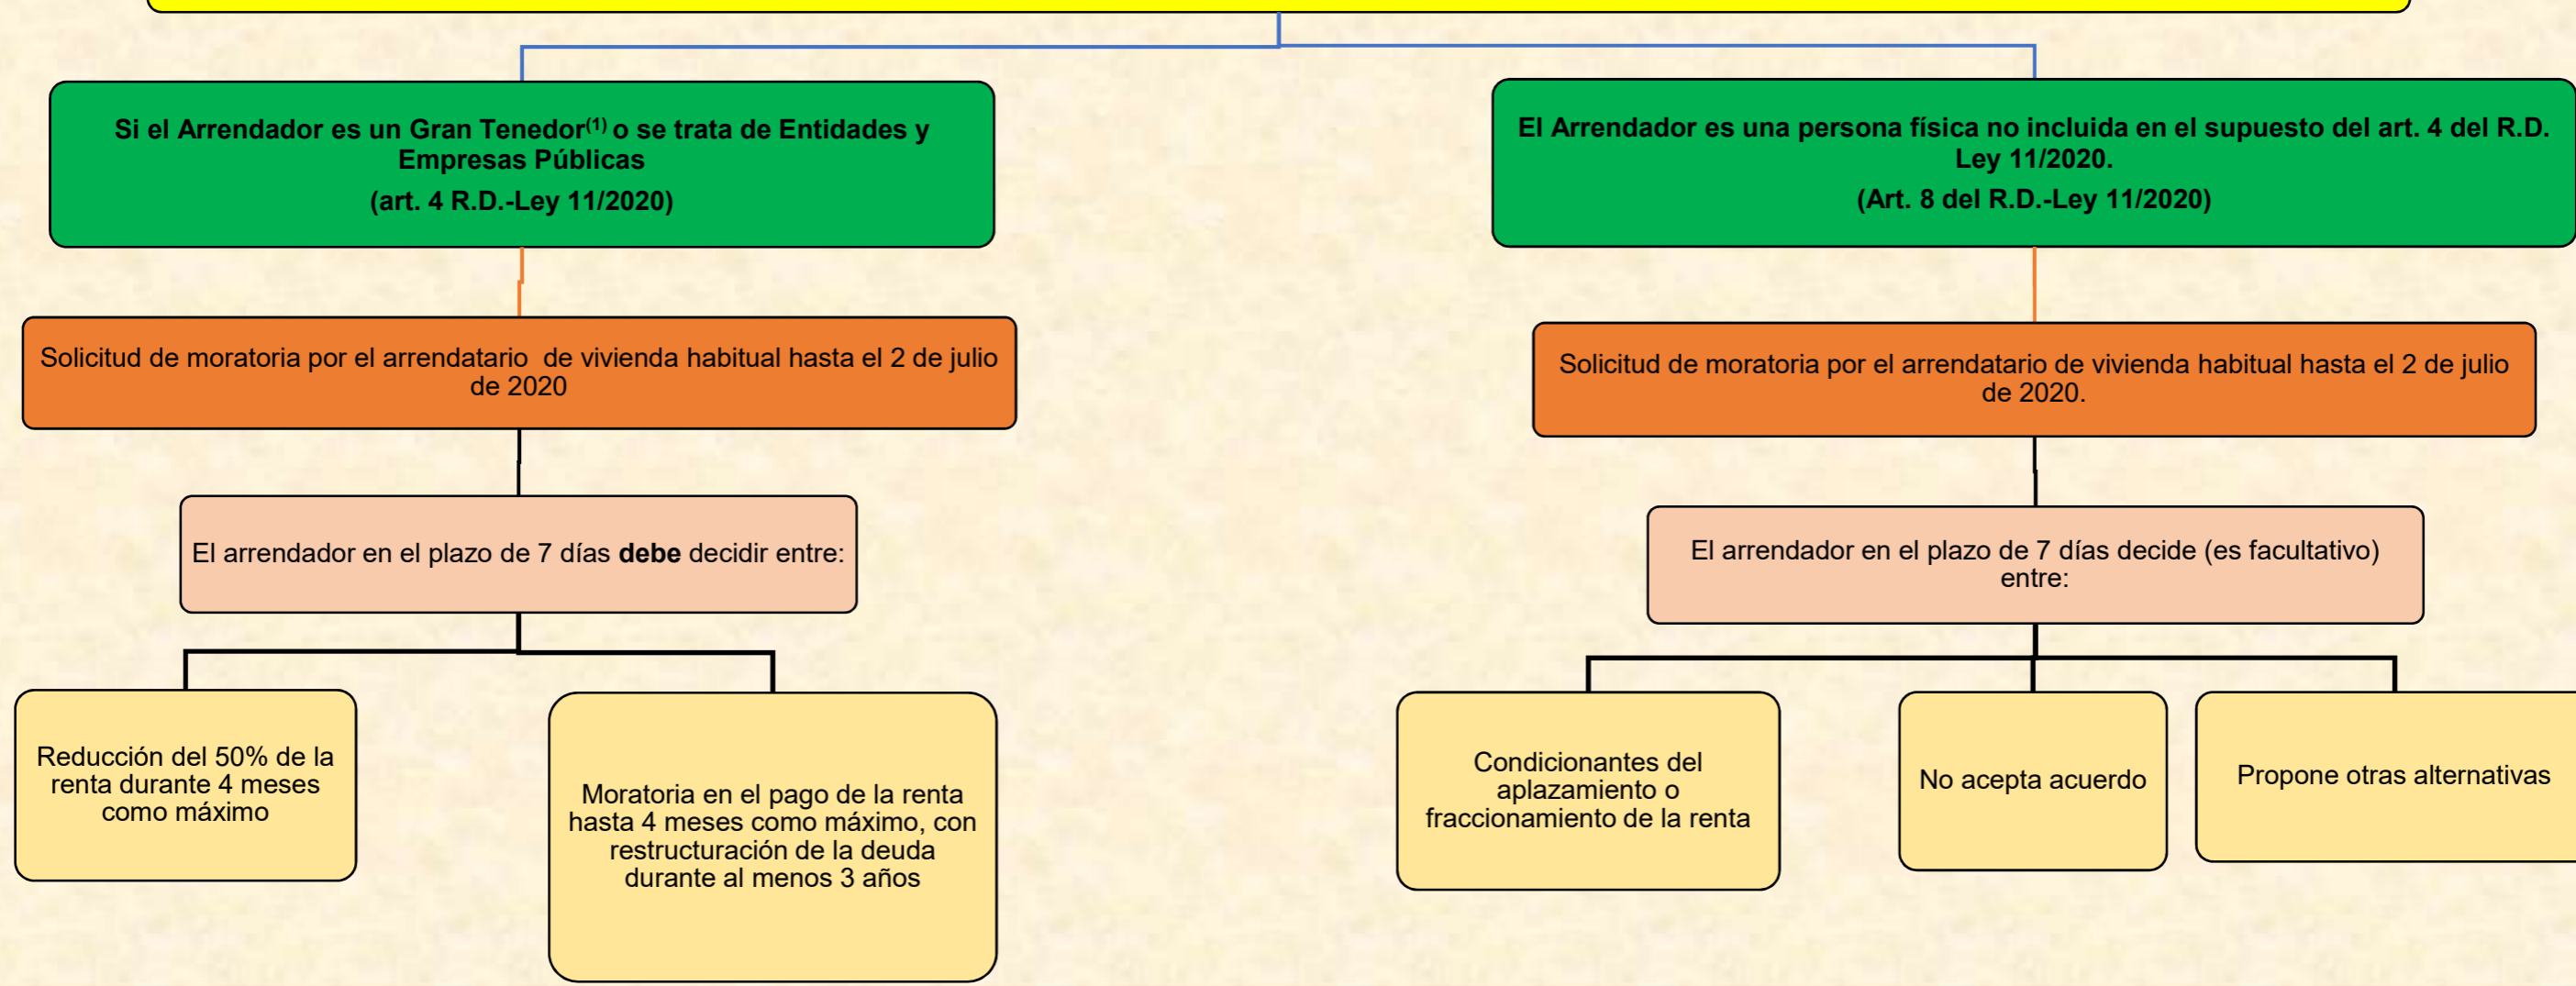 Si el Arrendador es un Gran Tenedor(1) o se trata de Entidades y
Empresas Públicas
(art. 4 R.D.-Ley 11/2020)
El Arrendador es una persona física no incluida en el supuesto del art. 4 del R.D.
Ley 11/2020.
(Art. 8 del R.D.-Ley 11/2020)
Solicitud de moratoria por el arrendatario  de vivienda habitual hasta el 2 de julio
de 2020
Solicitud de moratoria por el arrendatario de vivienda habitual hasta el 2 de julio
de 2020.
El arrendador en el plazo de 7 días debe decidir entre:
El arrendador en el plazo de 7 días decide (es facultativo)
entre:
Reducción del 50% de la
renta durante 4 meses
como máximo
Moratoria en el pago de la renta
hasta 4 meses como máximo, con
restructuración de la deuda
durante al menos 3 años
Condicionantes del
aplazamiento o
fraccionamiento de la renta
No acepta acuerdo
Propone otras alternativas